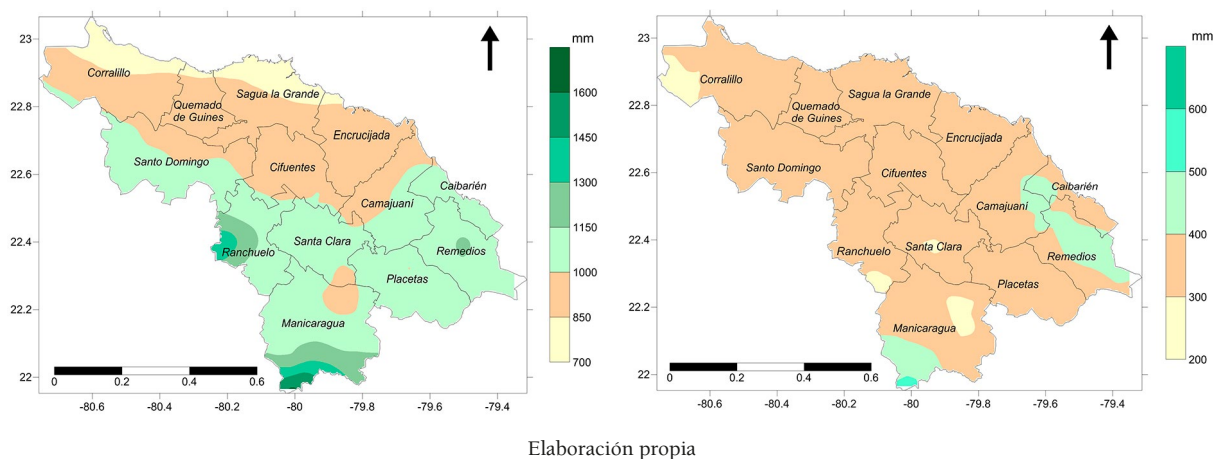 mm
23
22.8
22.6
22.4
22.2
22
Corralillo
Quemado
de Guines
Sagua la Grande
Encrucijada
Santo Domingo
Cifuentes
Caibarién
Camajuaní
Santa Clara
Ranchuelo
Remedios
Placetas
Manicaragua
1600
1450
1300
1150
1000
850
700
0 0.2 0.4 0.6
-80.6 -80.4 -80.2 -80 -79.8 -79.6 -79.4
mm
23
22.8
22.6
22.4
22.2
22
Corralillo
Quemado
de Guines
Sagua la Grande
Encrucijada
Santo Domingo
Cifuentes
Caibarién
Camajuaní
Santa Clara
Ranchuelo
Remedios
Placetas
Manicaragua
600
500
400
300
200
0 0.2 0.4 0.6
-80.6 -80.4 -80.2 -80 -79.8 -79.6 -79.4
Elaboración propia